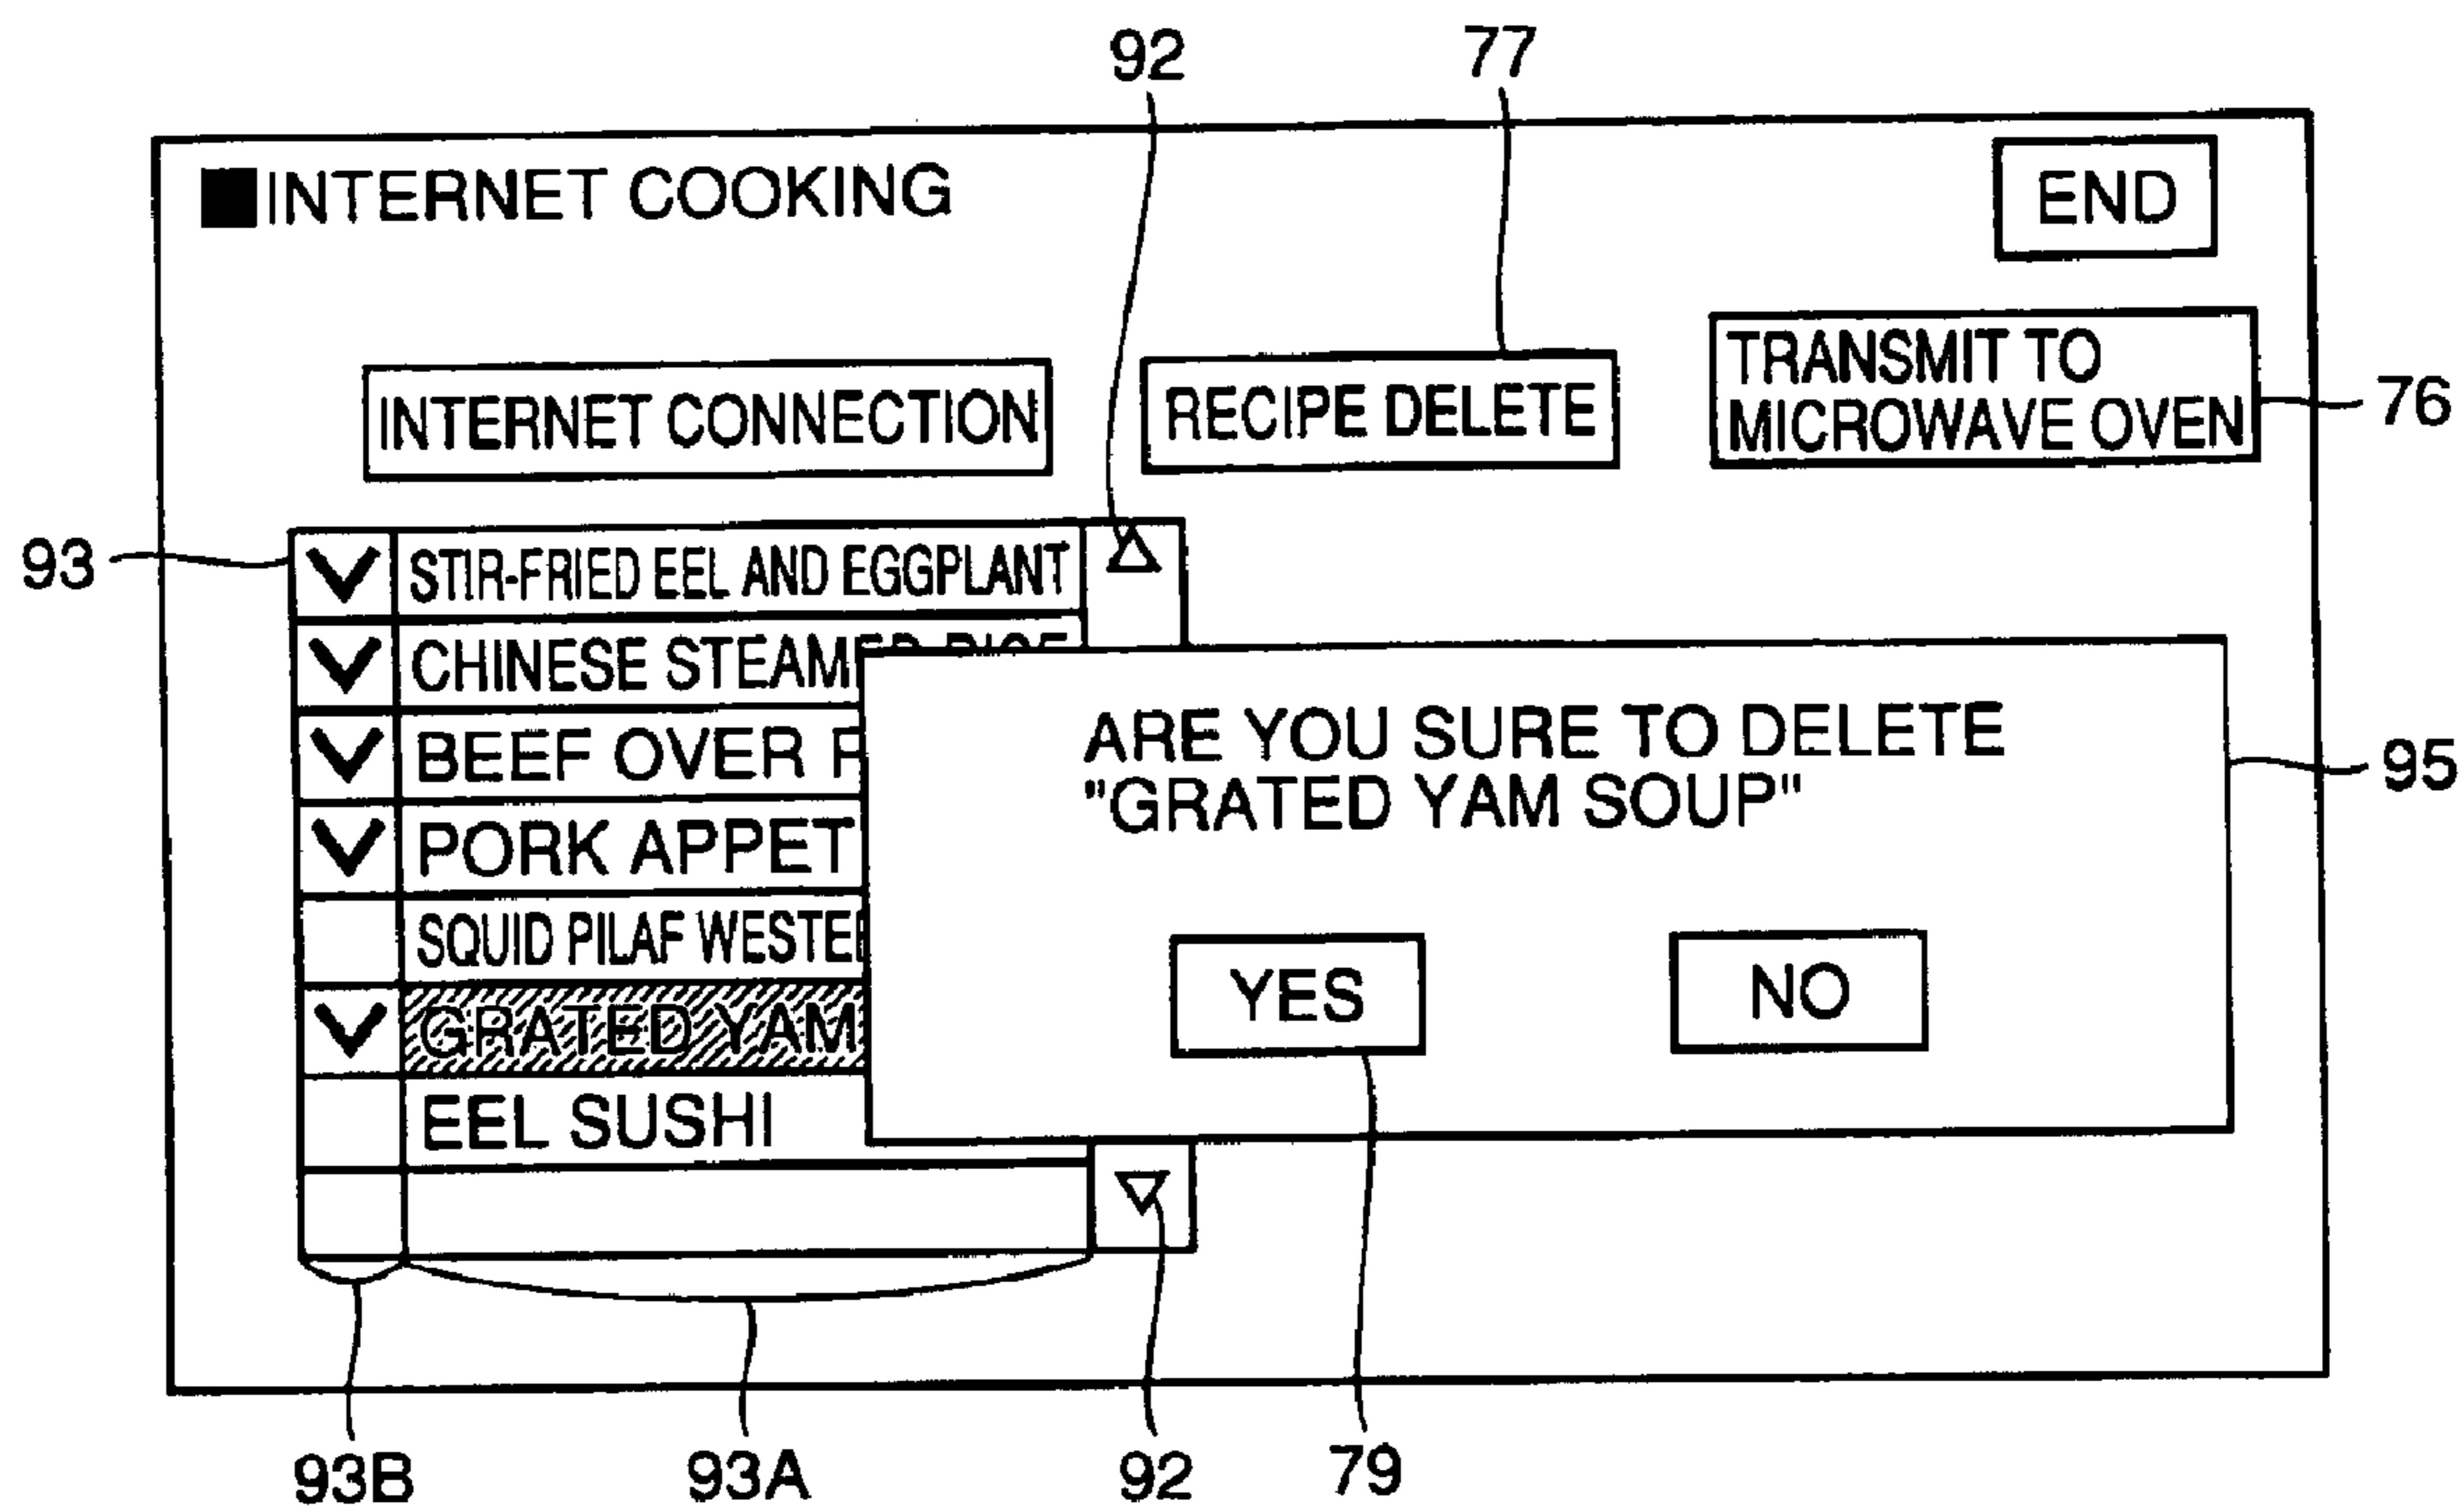 92 77
■INTERNET COOKING
END
INTERNET CONNECTION
RECIPE DELETE
TRANSMIT TO
MICROWAVE OVEN
76
93
STIR-FRIED EEL AND EGGPLANT
CHINESE STEAMED RICE
BEEF OVER
PORK APPET
SQUID PILAF WESTE
GRATED YAM
EEL SUSHI
ARE YOU SURE TO DELETE
"GRATED YAM SOUP"
YES
NO
95
93B 93A 92 79